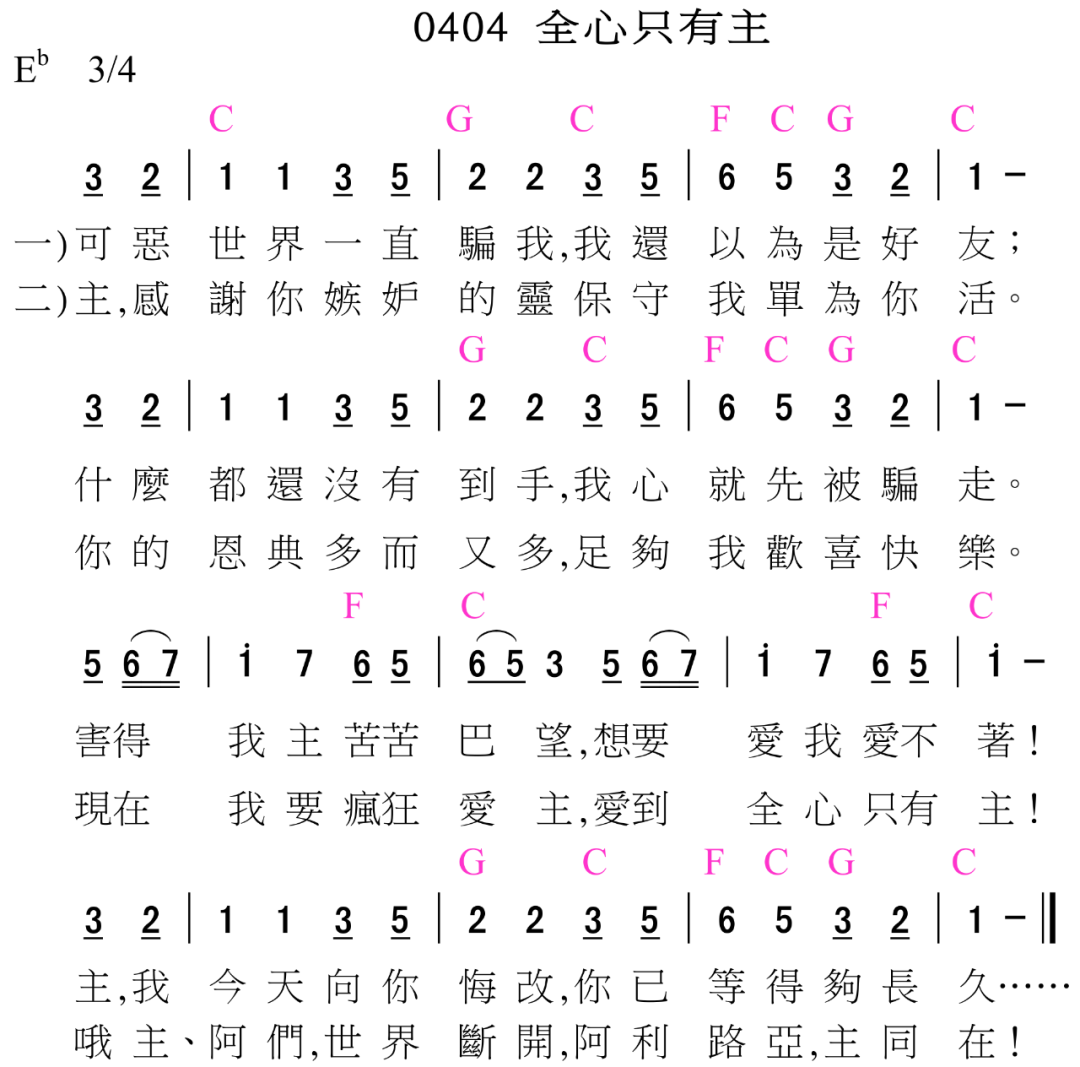 0404 全心只有主
E♭ 3/4
C G C F C G C
3 2 | 1 1 3 5 | 2 2 3 5 | 6 5 3 2 | 1 –
一)可惡世界一直騙我,我還以為是好友；
二)主,感謝你嫉妒的靈保守我單為你活。
G C F C G C
3 2 | 1 1 3 5 | 2 2 3 5 | 6 5 3 2 | 1 –
什麼都還沒有到手,我心就先被騙走。
你的恩典多而又多,足夠我歡喜快樂。
F C F C
5 6 7 | i 7 6 5 | 6 5 3 5 6 7 | i 7 6 5 | i –
害得我主苦苦巴望,想要愛我愛不著！
現在我要瘋狂愛主,愛到全心只有主！
G C F C G C
3 2 | 1 1 3 5 | 2 2 3 5 | 6 5 3 2 | 1 – ‖
主,我今天向你悔改,你已等得夠長久……
哦主、阿們,世界斷開,阿利路亞,主同在！